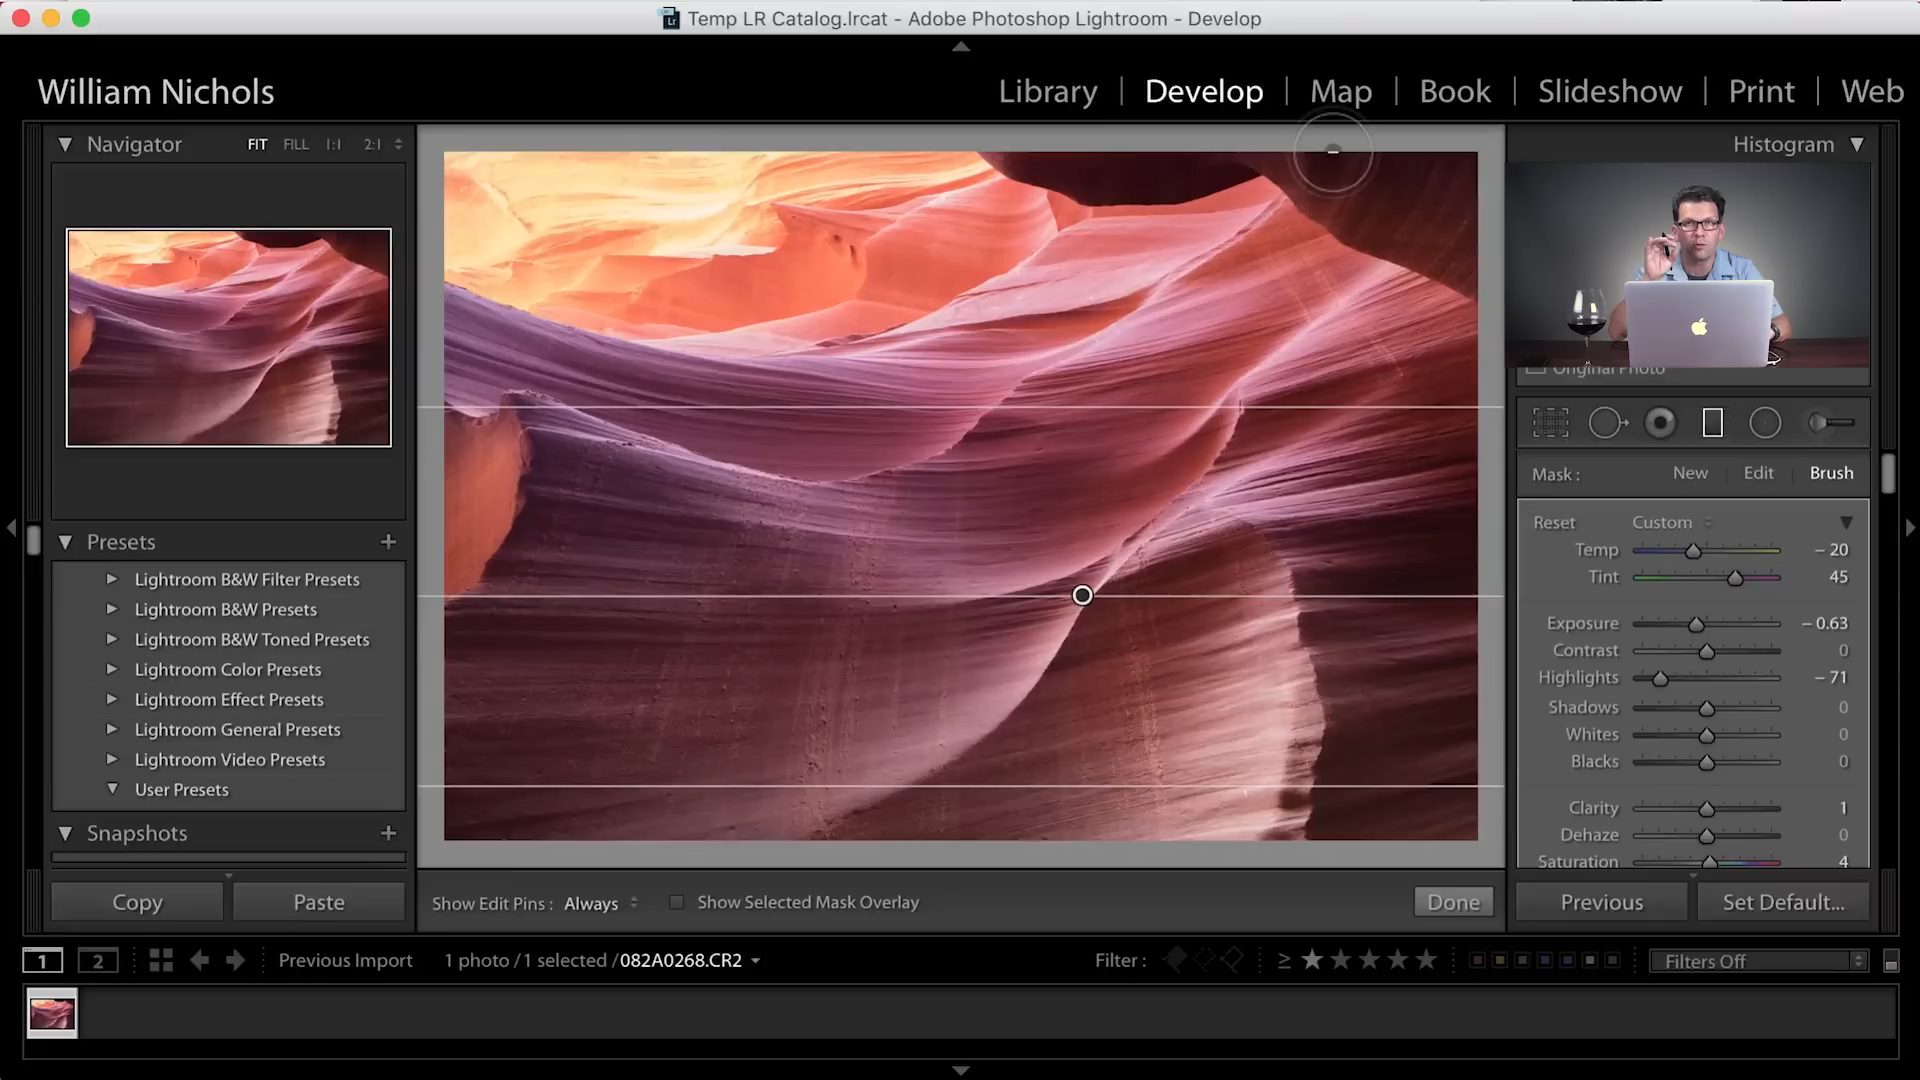 Temp LR Catalog.lrcat - Adobe Photoshop Lightroom - Develop
William Nichols
Library | Develop | Map | Book | Slideshow | Print | Web
Navigator FIT FILL 1:1 2:1
Histogram
Original Photo
Mask : New Edit Brush
Reset Custom
Temp - 20
Tint 45
Exposure - 0.63
Contrast 0
Highlights - 71
Shadows 0
Whites 0
Blacks 0
Clarity 1
Dehaze 0
Saturation 4
Presets +
Lightroom B&W Filter Presets
Lightroom B&W Presets
Lightroom B&W Toned Presets
Lightroom Color Presets
Lightroom Effect Presets
Lightroom General Presets
Lightroom Video Presets
User Presets
Snapshots +
Copy Paste
Show Edit Pins : Always Show Selected Mask Overlay Done
Previous Set Default...
1 2 Previous Import 1 photo / 1 selected / 082A0268.CR2 Filter : ≥ Filters Off